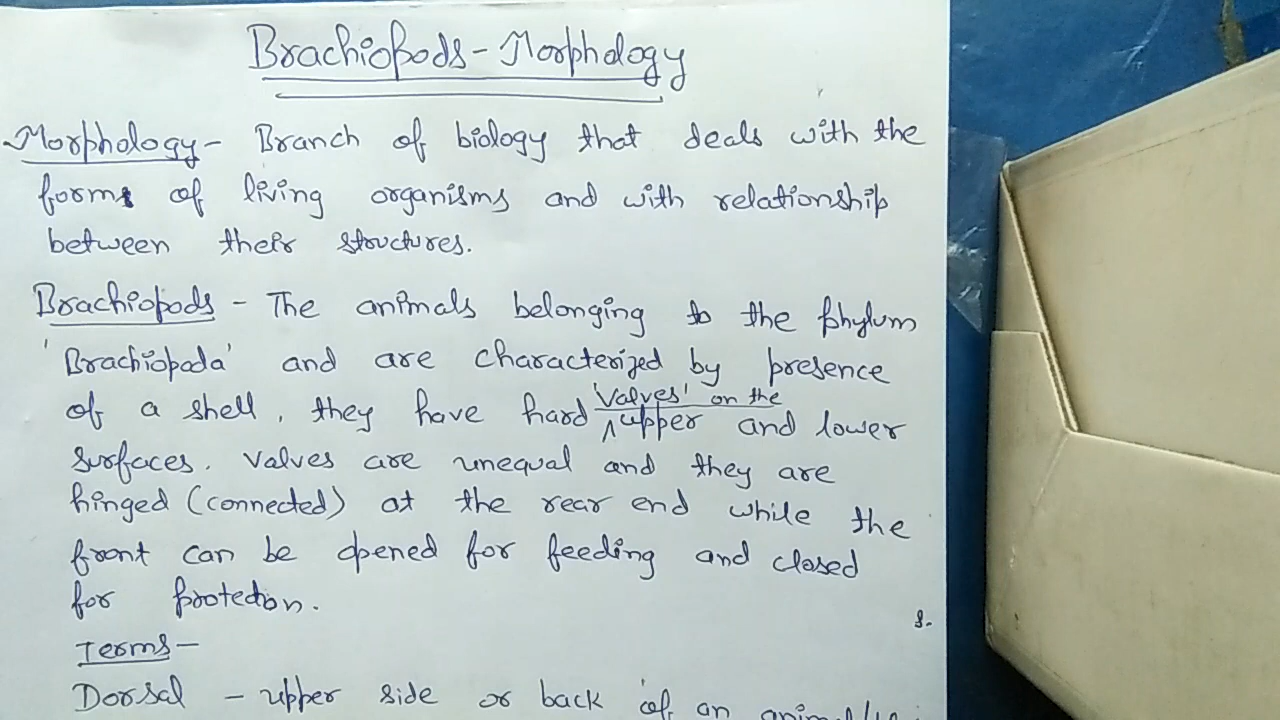 Brachiopods - Morphology
Morphology - Branch of biology that deals with the
forms of living organisms and with relationship
between their structures.
Brachiopods - The animals belonging to the phylum
'Brachiopoda' and are characterized by presence
of a shell, they have hard 'Valves' on the upper and lower
surfaces. Valves are unequal and they are
hinged (connected) at the rear end while the
front can be opened for feeding and closed
for protection.
Terms -
Dorsal - upper side or back of an